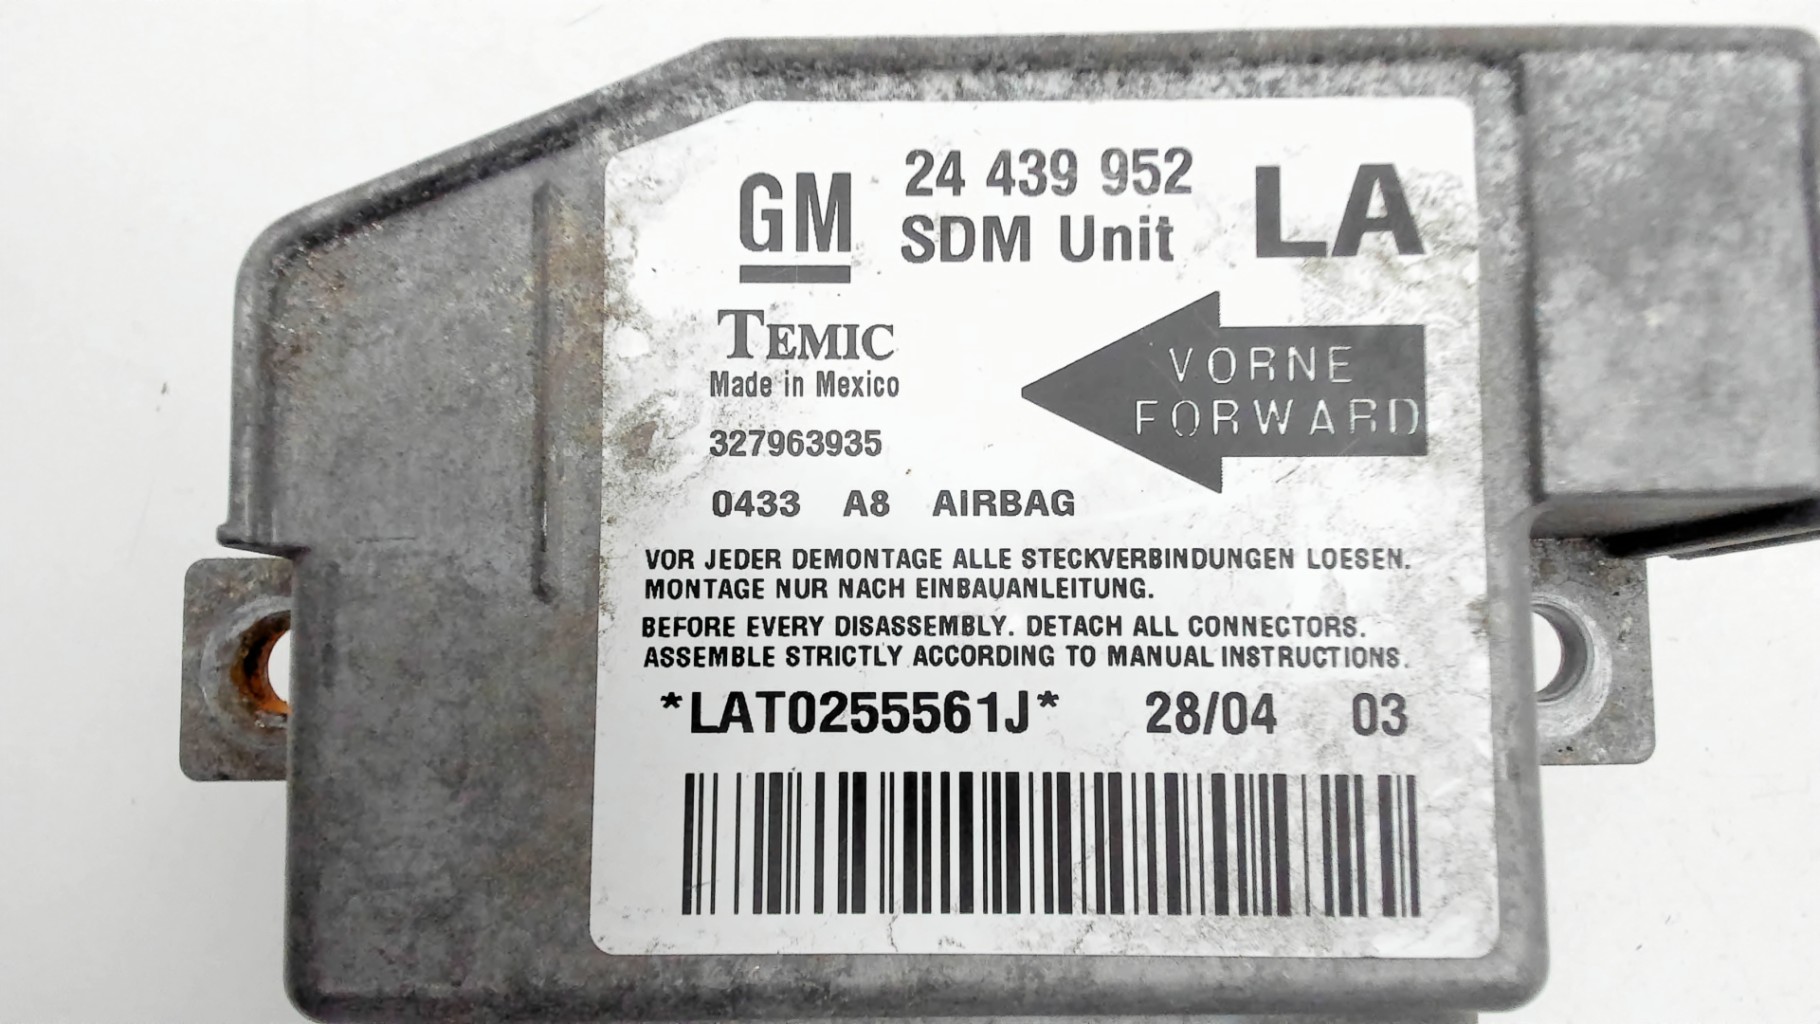 GM
24 439 952
SDM Unit
LA
TEMIC
Made in Mexico
VORNE
FORWARD
327963935
0433 A8 AIRBAG
VOR JEDER DEMONTAGE ALLE STECKVERBINDUNGEN LOESEN.
MONTAGE NUR NACH EINBAUANLEITUNG.
BEFORE EVERY DISASSEMBLY. DETACH ALL CONNECTORS.
ASSEMBLE STRICTLY ACCORDING TO MANUAL INSTRUCTIONS.
*LAT0255561J* 28/04 03